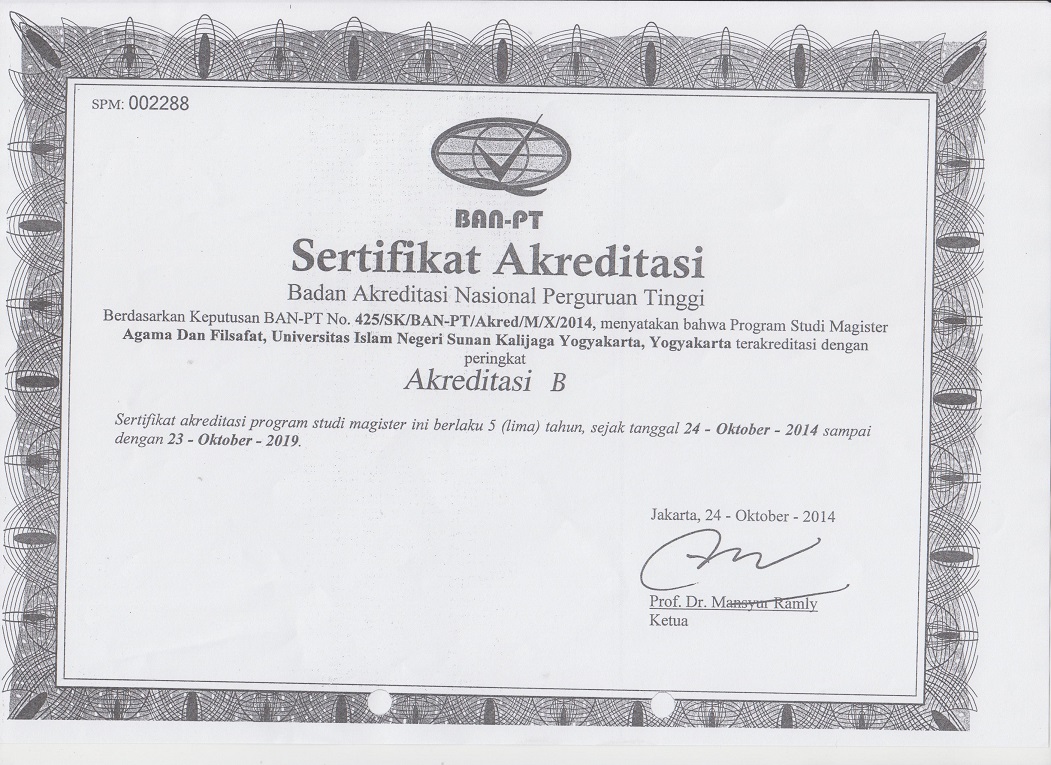 SPM: 002288
BAN-PT
Sertifikat Akreditasi
Badan Akreditasi Nasional Perguruan Tinggi
Berdasarkan Keputusan BAN-PT No. 425/SK/BAN-PT/Akred/M/X/2014, menyatakan bahwa Program Studi Magister
Agama Dan Filsafat, Universitas Islam Negeri Sunan Kalijaga Yogyakarta, Yogyakarta terakreditasi dengan
peringkat
Akreditasi B
Sertifikat akreditasi program studi magister ini berlaku 5 (lima) tahun, sejak tanggal 24 - Oktober - 2014 sampai
dengan 23 - Oktober - 2019.
Jakarta, 24 - Oktober - 2014
Prof. Dr. Mansyur Ramly
Ketua